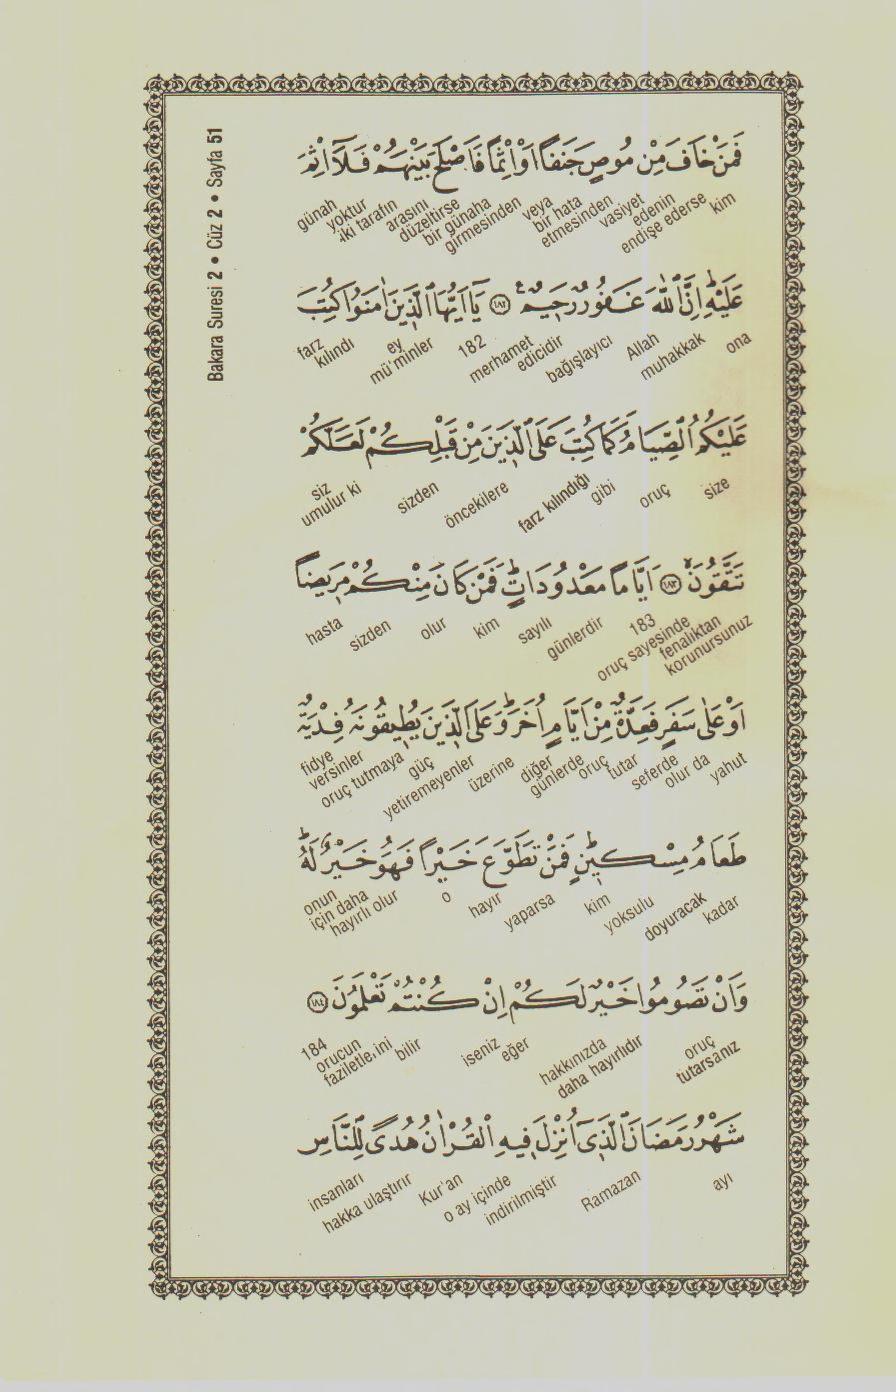 Bakara Suresi 2 • Cüz 2 • Sayfa 51
فَمَنْ خَافَ مِنْ مُوصٍ جَنَفًا اَوْ اِثْمًا فَاَصْلَحَ بَيْنَهُمْ فَلَٓا اِثْمَ
kim
endişe ederse
edenin
vasiyet
etmesinden
bir hata
veya
girmesinden
bir günaha
düzeltirse
arasını
iki tarafın
yoktur
günah
عَلَيْهِۜ اِنَّ اللّٰهَ غَفُورٌ رَح۪يمٌ۟ ﴿١٨٢﴾ يَٓا اَيُّهَا الَّذ۪ينَ اٰمَنُوا كُتِبَ
ona
muhakkak
Allah
bağışlayıcı
edicidir
merhamet
182
mü'minler
ey
kılındı
farz
عَلَيْكُمُ الصِّيَامُ كَمَا كُتِبَ عَلَى الَّذ۪ينَ مِنْ قَبْلِكُمْ لَعَلَّكُمْ
size
oruç
gibi
farz kılındığı
öncekilere
sizden
umulur ki
siz
تَتَّقُونَۙ ﴿١٨٣﴾ اَيَّامًا مَعْدُودَاتٍۜ فَمَنْ كَانَ مِنْكُمْ مَر۪يضًا
korunursunuz
fenalıktan
oruç sayesinde
183
günlerdir
sayılı
kim
olur
sizden
hasta
اَوْ عَلٰى سَفَرٍ فَعِدَّةٌ مِنْ اَيَّامٍ اُخَرَۜ وَعَلَى الَّذ۪ينَ يُط۪يقُونَهُ فِدْيَةٌ
yahut
olur da
seferde
tutar
oruç
günlerde
diğer
üzerine
yetiremeyenler
güç
oruç tutmaya
versinler
fidye
طَعَامُ مِسْك۪ينٍۜ فَمَنْ تَطَوَّعَ خَيْرًا فَهُوَ خَيْرٌ لَهُۜ
kadar
doyuracak
yoksulu
kim
yaparsa
hayır
o
hayırlı olur
için daha
onun
وَاَنْ تَصُومُوا خَيْرٌ لَكُمْ اِنْ كُنْتُمْ تَعْلَمُونَ ﴿١٨٤﴾
tutarsanız
oruç
daha hayırlıdır
hakkınızda
eğer
iseniz
bilir
faziletle,ini
orucun
184
شَهْرُ رَمَضَانَ الَّذ۪ٓي اُنْزِلَ ف۪يهِ الْقُرْاٰنُ هُدًى لِلنَّاسِ
ayı
Ramazan
indirilmiştir
o ay içinde
Kur'an
hakka ulaştırır
insanları